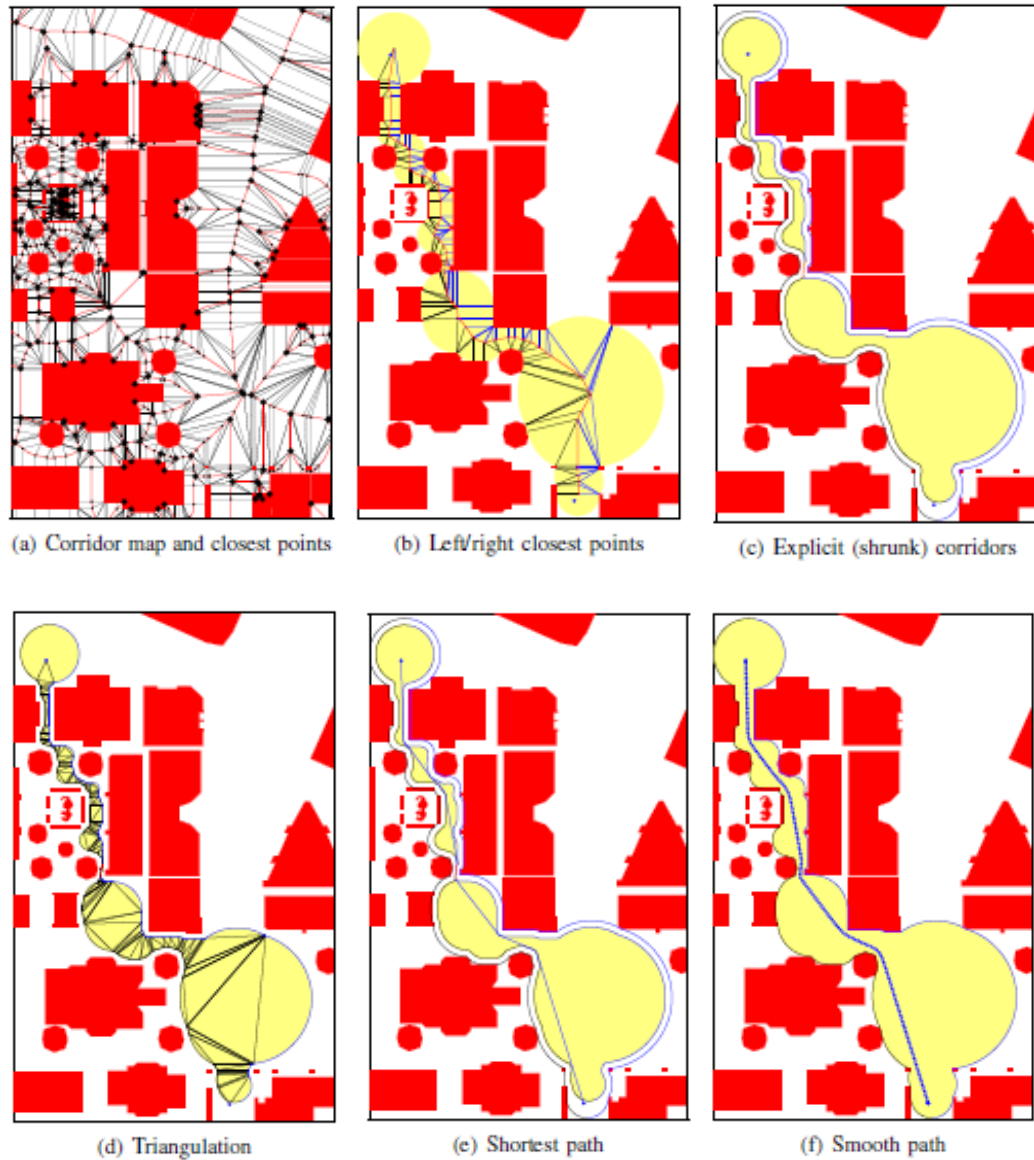 (a) Corridor map and closest points
(b) Left/right closest points
(c) Explicit (shrunk) corridors
(d) Triangulation
(e) Shortest path
(f) Smooth path